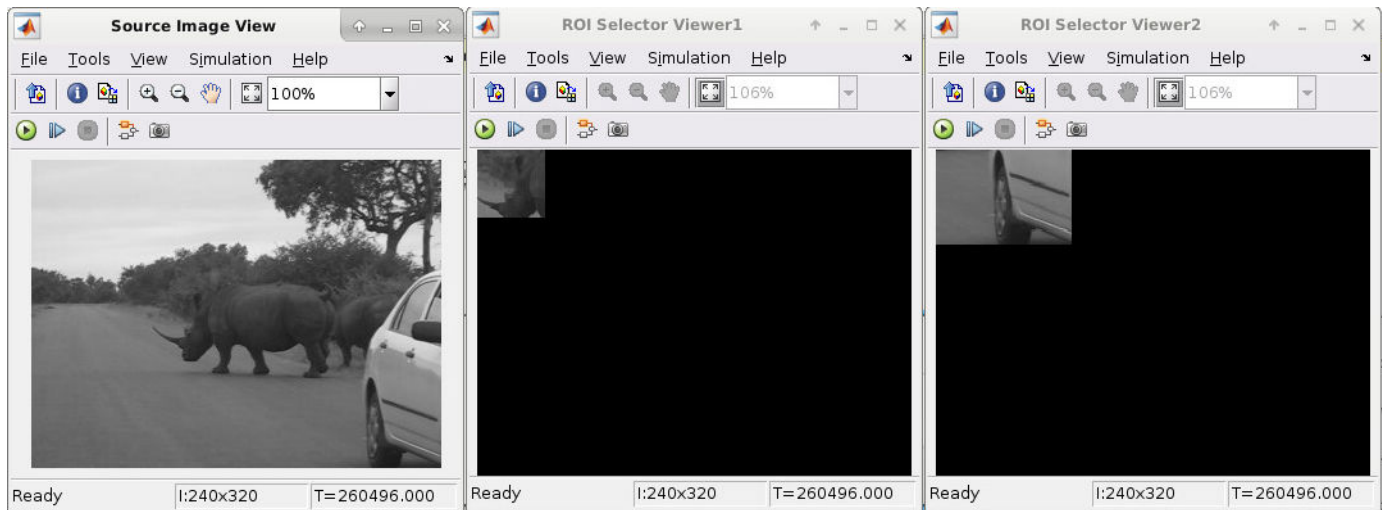 Source Image View
File Tools View Simulation Help
100%
Ready I:240x320 T=260496.000
ROI Selector Viewer1
File Tools View Simulation Help
106%
Ready I:240x320 T=260496.000
ROI Selector Viewer2
File Tools View Simulation Help
106%
Ready I:240x320 T=260496.000